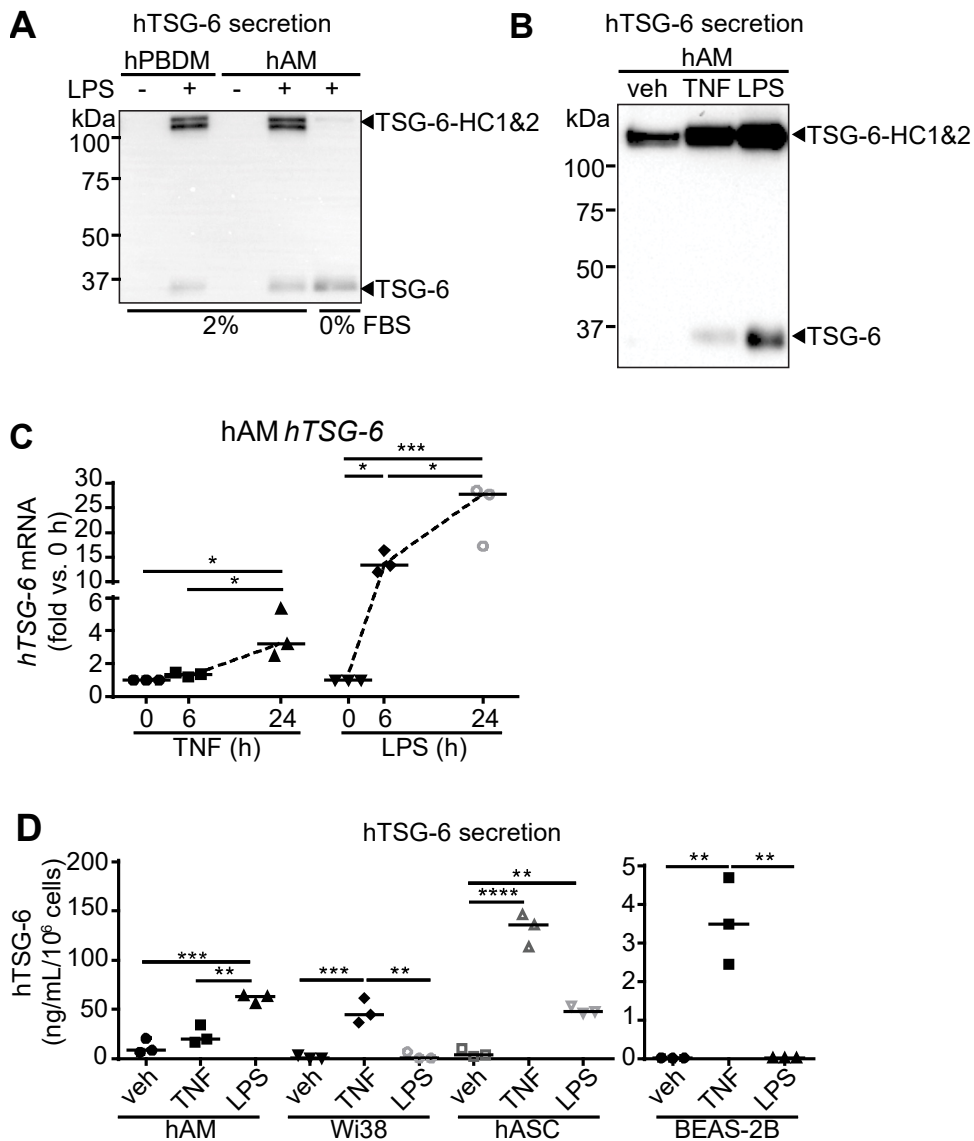 A
hTSG-6 secretion
hPBDM hAM
LPS - + - + +
kDa
100
75
50
37
TSG-6-HC1&2
TSG-6
2% 0% FBS
B
hTSG-6 secretion
hAM
veh TNF LPS
kDa
100
75
50
37
TSG-6-HC1&2
TSG-6
C
hAM hTSG-6
hTSG-6 mRNA
(fold vs. 0 h)
30
25
20
15
10
6
4
2
0
* * * * ***
0 6 24 0 6 24
TNF (h) LPS (h)
D
hTSG-6 secretion
hTSG-6
(ng/mL/10⁶ cells)
200
150
100
50
0
*** ** *** ** **** **
veh TNF LPS veh TNF LPS veh TNF LPS
hAM Wi38 hASC
5
4
3
2
1
0
** **
veh TNF LPS
BEAS-2B